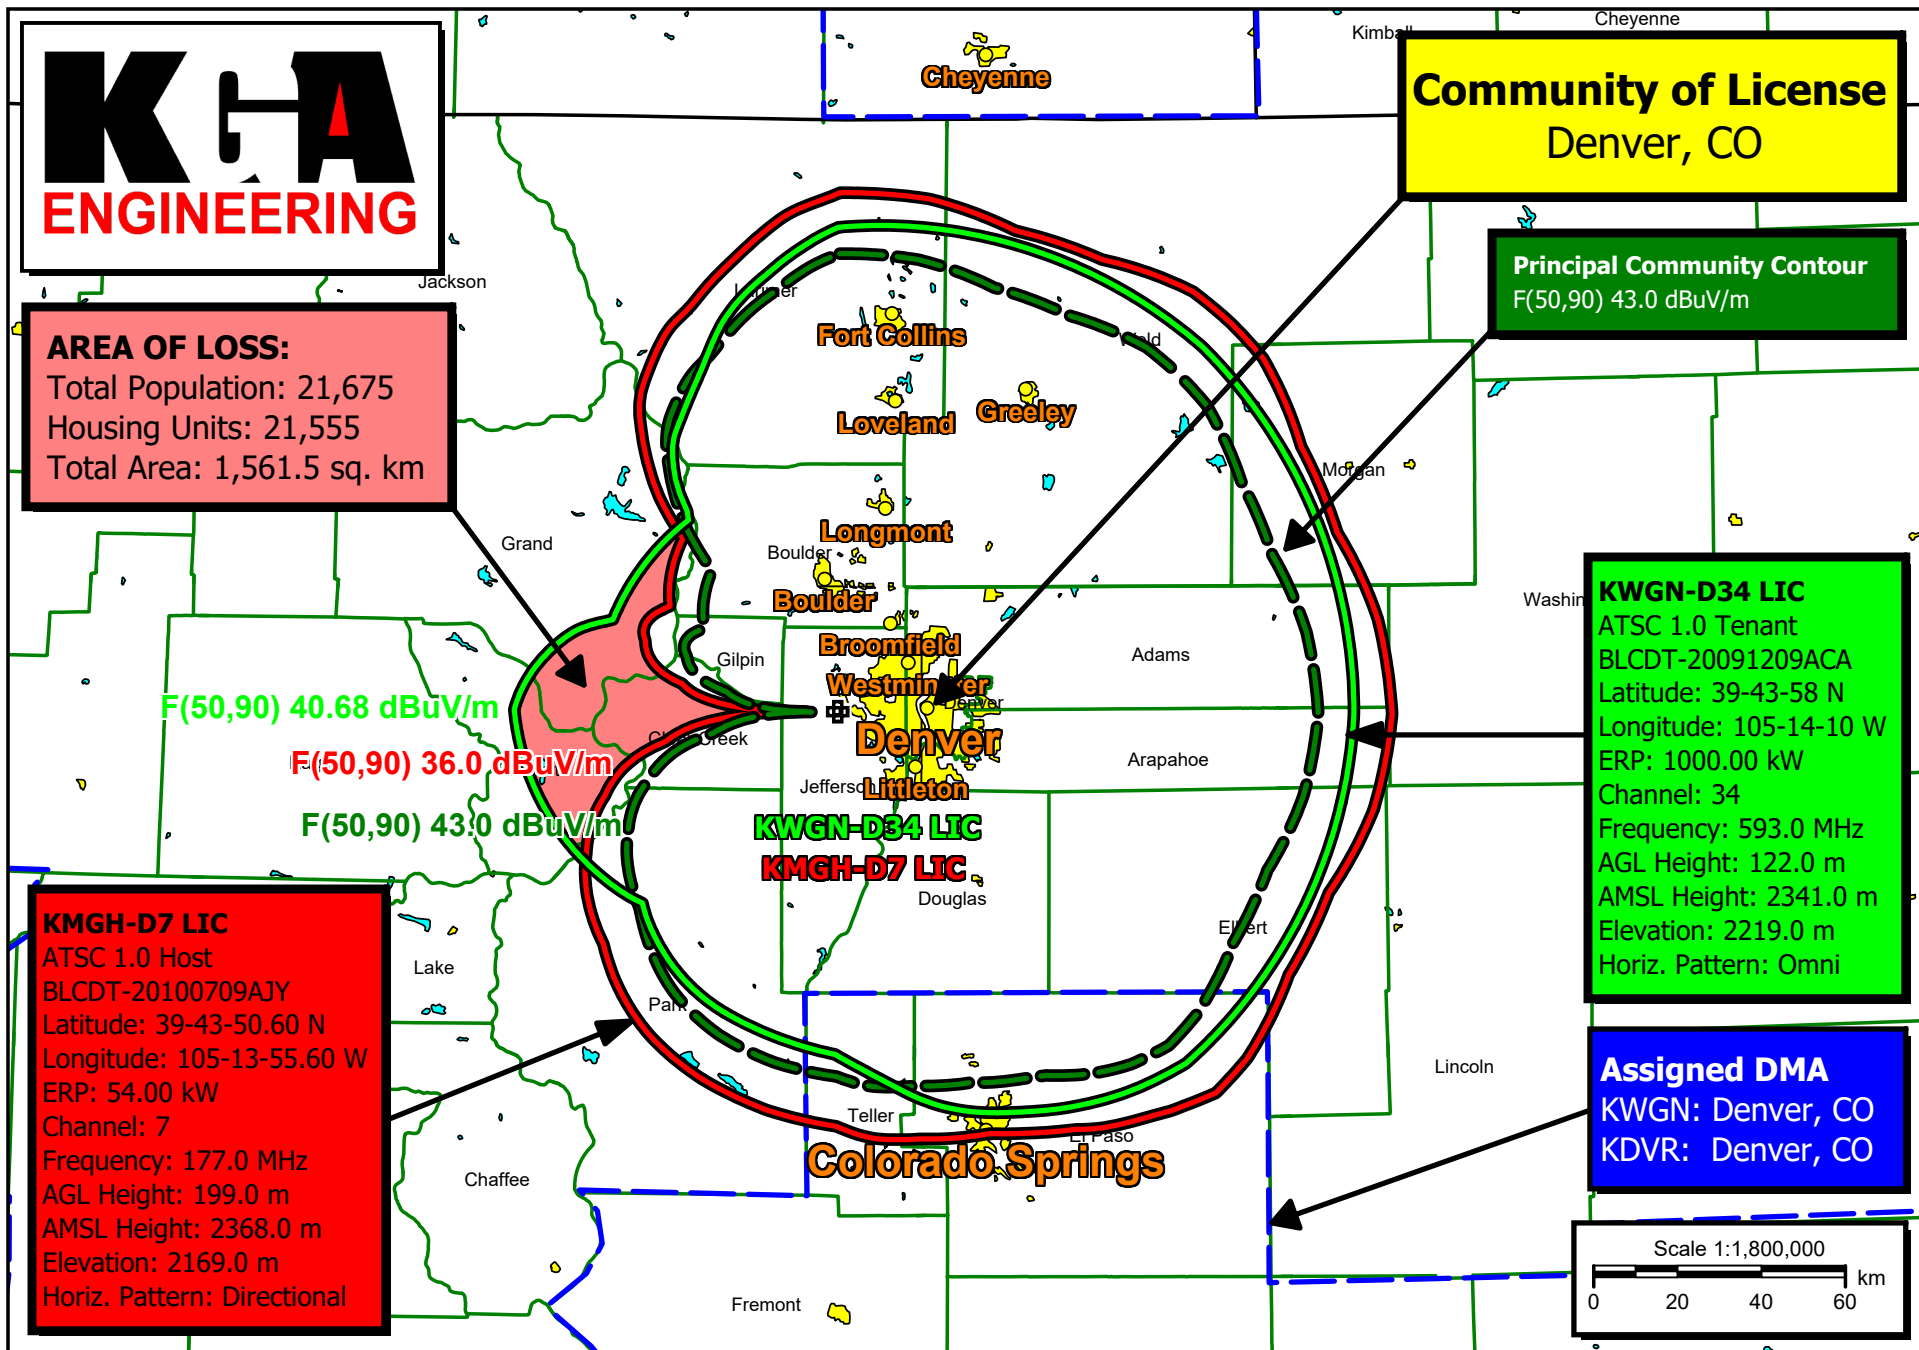 KGA
ENGINEERING
Community of License
Denver, CO
Principal Community Contour
F(50,90) 43.0 dBuV/m
AREA OF LOSS:
Total Population: 21,675
Housing Units: 21,555
Total Area: 1,561.5 sq. km
KWGN-D34 LIC
ATSC 1.0 Tenant
BLCDT-20091209ACA
Latitude: 39-43-58 N
Longitude: 105-14-10 W
ERP: 1000.00 kW
Channel: 34
Frequency: 593.0 MHz
AGL Height: 122.0 m
AMSL Height: 2341.0 m
Elevation: 2219.0 m
Horiz. Pattern: Omni
KMGH-D7 LIC
ATSC 1.0 Host
BLCDT-20100709AJY
Latitude: 39-43-50.60 N
Longitude: 105-13-55.60 W
ERP: 54.00 kW
Channel: 7
Frequency: 177.0 MHz
AGL Height: 199.0 m
AMSL Height: 2368.0 m
Elevation: 2169.0 m
Horiz. Pattern: Directional
Assigned DMA
KWGN: Denver, CO
KDVR: Denver, CO
Scale 1:1,800,000
km
0 20 40 60
F(50,90) 40.68 dBuV/m
F(50,90) 36.0 dBuV/m
F(50,90) 43.0 dBuV/m
KWGN-D34 LIC
KMGH-D7 LIC
Cheyenne
Kimball
Cheyenne
Jackson
Larimer
Fort Collins
Weld
Loveland
Greeley
Morgan
Longmont
Grand
Boulder
Boulder
Washin
Broomfield
Gilpin
Adams
Westminster
Denver
Denver
Clear Creek
Arapahoe
Jefferso
Littleton
Douglas
Elbert
Lake
Park
Lincoln
Teller
El Paso
Colorado Springs
Chaffee
Fremont